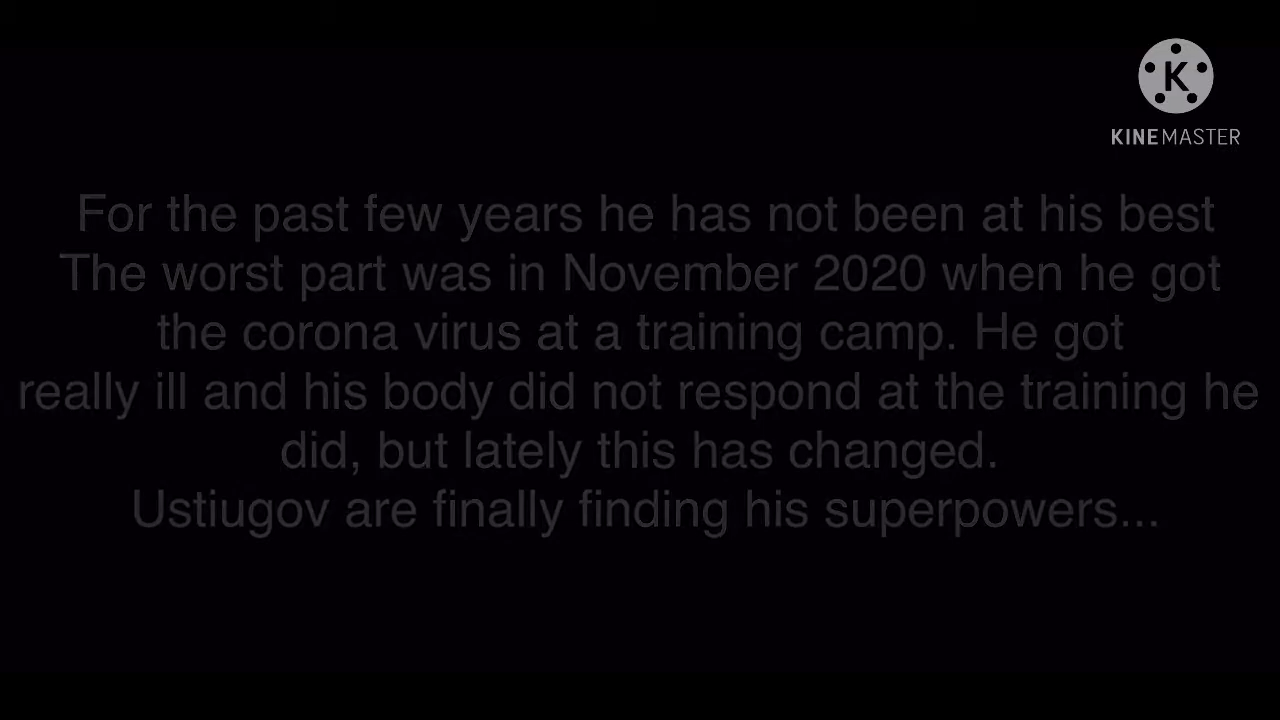 K
KINEMASTER
For the past few years he has not been at his best
The worst part was in November 2020 when he got
the corona virus at a training camp. He got
really ill and his body did not respond at the training he
did, but lately this has changed.
Ustiugov are finally finding his superpowers...